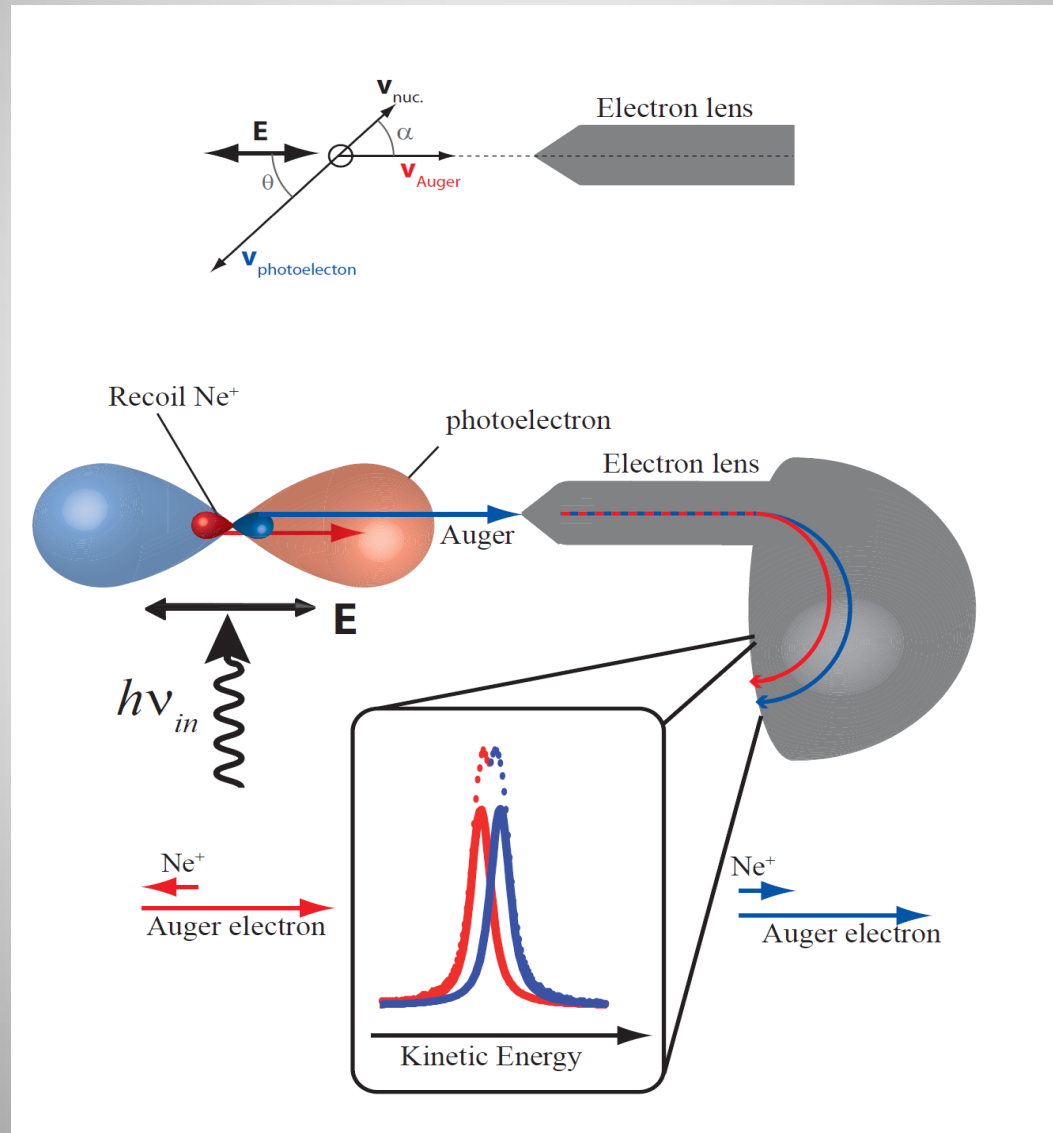 v nuc.
Electron lens
E
α
θ
v Auger
v photoelecton
Recoil Ne⁺
photoelectron
Electron lens
Auger
E
hν in
Ne⁺
Auger electron
Ne⁺
Auger electron
Kinetic Energy